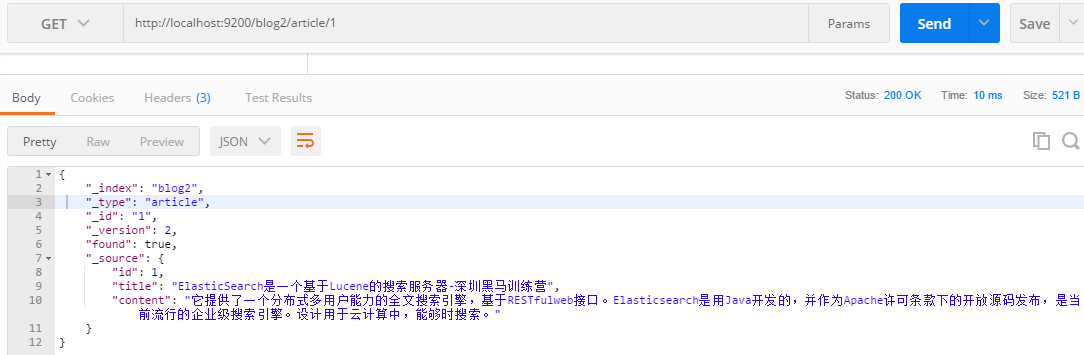 GET http://localhost:9200/blog2/article/1 Params Send Save
Body Cookies Headers (3) Test Results Status: 200 OK Time: 10 ms Size: 521 B
Pretty Raw Preview JSON
1 {
2 "_index": "blog2",
3 "_type": "article",
4 "_id": "1",
5 "_version": 2,
6 "found": true,
7 "_source": {
8 "id": 1,
9 "title": "ElasticSearch是一个基于Lucene的搜索服务器-深圳黑马训练营",
10 "content": "它提供了一个分布式多用户能力的全文搜索引擎，基于RESTfulweb接口。Elasticsearch是用Java开发的，并作为Apache许可条款下的开放源码发布，是当
前流行的企业级搜索引擎。设计用于云计算中，能够时搜索。"
11 }
12 }